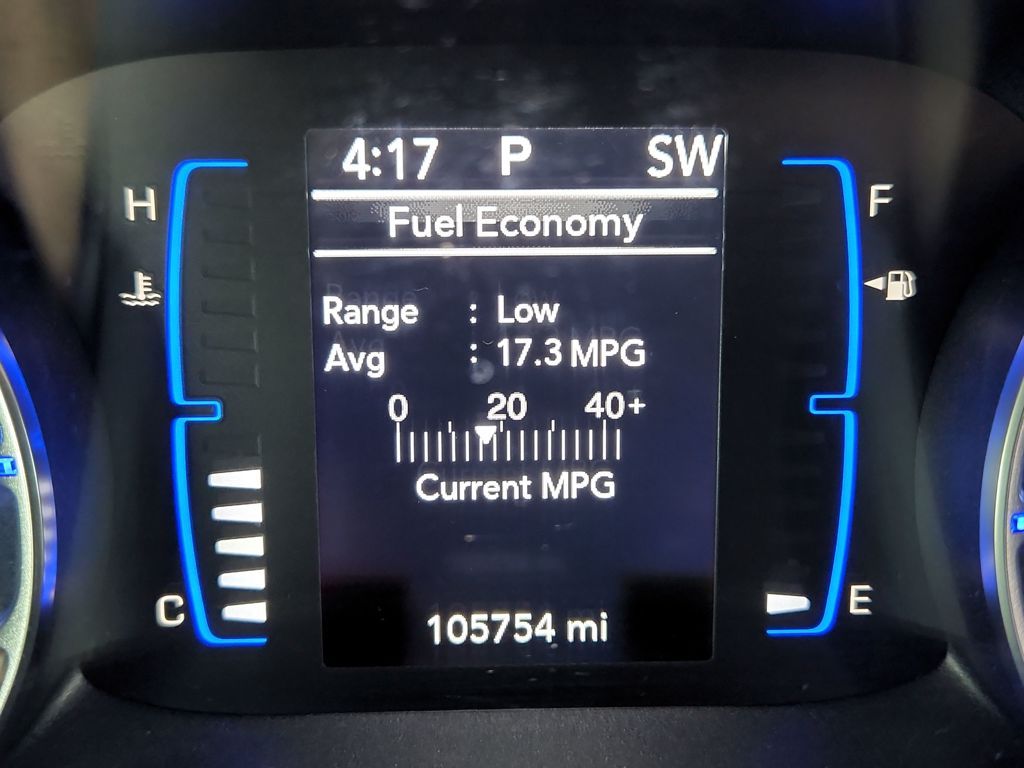 4:17 P SW
Fuel Economy
H F
Range : Low
Avg : 17.3 MPG
0 20 40+
Current MPG
C E
105754 mi